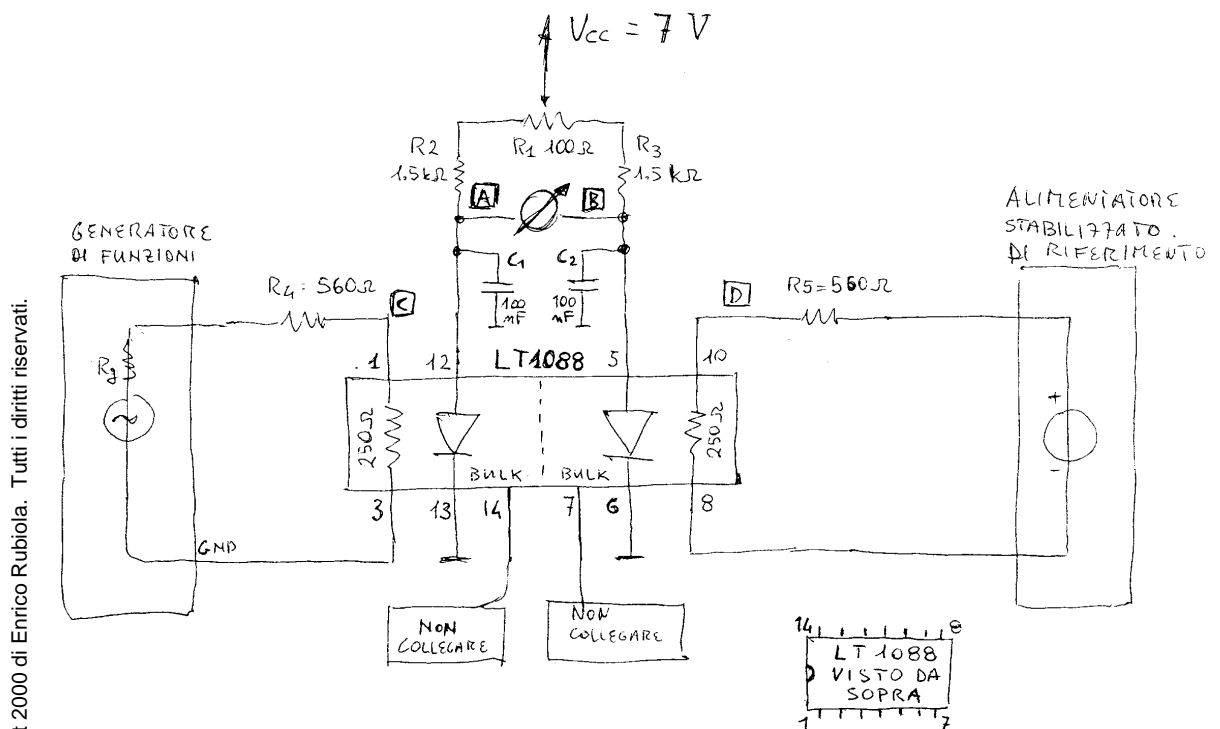 Vcc = 7 V
R2
1.5kΩ
R1 100Ω
R3
1.5 kΩ
A
B
GENERATORE
DI FUNZIONI
ALIMENTATORE
STABILIZZATO.
DI RIFERIMENTO
C1
C2
100
nF
100
nF
R4 = 560Ω
C
D
R5=560Ω
Rg
1
12
LT1088
5
10
250Ω
250Ω
BULK
BULK
3
13
14
7
6
8
GND
+
-
NON
COLLEGARE
NON
COLLEGARE
14
8
LT 1088
VISTO DA
SOPRA
1
7
t 2000 di Enrico Rubiola. Tutti i diritti riservati.